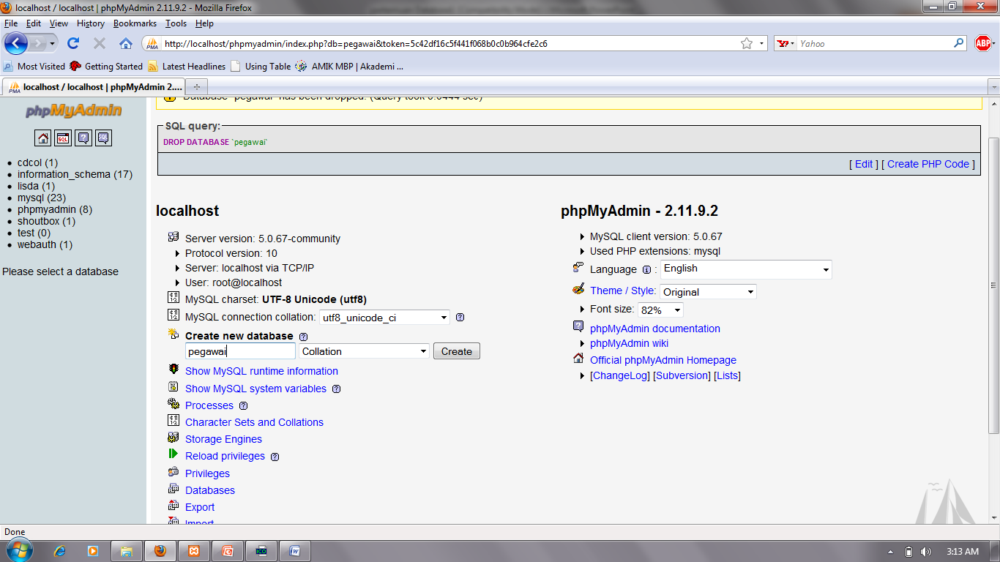 localhost / localhost | phpMyAdmin 2.11.9.2 - Mozilla Firefox
File Edit View History Bookmarks Tools Help
http://localhost/phpmyadmin/index.php?db=pegawai&token=5c42df16c5f441f068b0c0b964cfe2c6
Yahoo
ABP
Most Visited Getting Started Latest Headlines Using Table AMIK MBP | Akademi ...
localhost / localhost | phpMyAdmin 2....
phpMyAdmin
SQL
SQL
cdcol (1)
information_schema (17)
lisda (1)
mysql (23)
phpmyadmin (8)
shoutbox (1)
test (0)
webauth (1)
Please select a database
Database `pegawai` has been dropped. (Query took 0.0444 sec)
SQL query:
DROP DATABASE `pegawai`
[ Edit ] [ Create PHP Code ]
localhost
Server version: 5.0.67-community
Protocol version: 10
Server: localhost via TCP/IP
User: root@localhost
MySQL charset: UTF-8 Unicode (utf8)
MySQL connection collation: utf8_unicode_ci
Create new database
pegawai Collation Create
Show MySQL runtime information
Show MySQL system variables
Processes
Character Sets and Collations
Storage Engines
Reload privileges
Privileges
Databases
Export
Import
phpMyAdmin - 2.11.9.2
MySQL client version: 5.0.67
Used PHP extensions: mysql
Language : English
Theme / Style: Original
Font size: 82%
phpMyAdmin documentation
phpMyAdmin wiki
Official phpMyAdmin Homepage
[ChangeLog] [Subversion] [Lists]
Done
3:13 AM